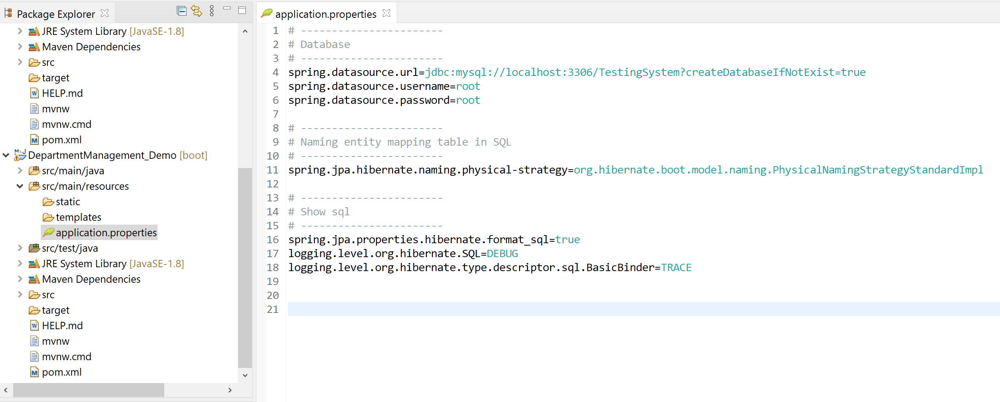 Package Explorer
JRE System Library [JavaSE-1.8]
Maven Dependencies
src
target
HELP.md
mvnw
mvnw.cmd
pom.xml
DepartmentManagement_Demo [boot]
src/main/java
src/main/resources
static
templates
application.properties
src/test/java
JRE System Library [JavaSE-1.8]
Maven Dependencies
src
target
HELP.md
mvnw
mvnw.cmd
pom.xml
application.properties
1 # -----------------------
2 # Database
3 # -----------------------
4 spring.datasource.url=jdbc:mysql://localhost:3306/TestingSystem?createDatabaseIfNotExist=true
5 spring.datasource.username=root
6 spring.datasource.password=root
7
8 # -----------------------
9 # Naming entity mapping table in SQL
10 # -----------------------
11 spring.jpa.hibernate.naming.physical-strategy=org.hibernate.boot.model.naming.PhysicalNamingStrategyStandardImpl
12
13 # -----------------------
14 # Show sql
15 # -----------------------
16 spring.jpa.properties.hibernate.format_sql=true
17 logging.level.org.hibernate.SQL=DEBUG
18 logging.level.org.hibernate.type.descriptor.sql.BasicBinder=TRACE
19
20
21